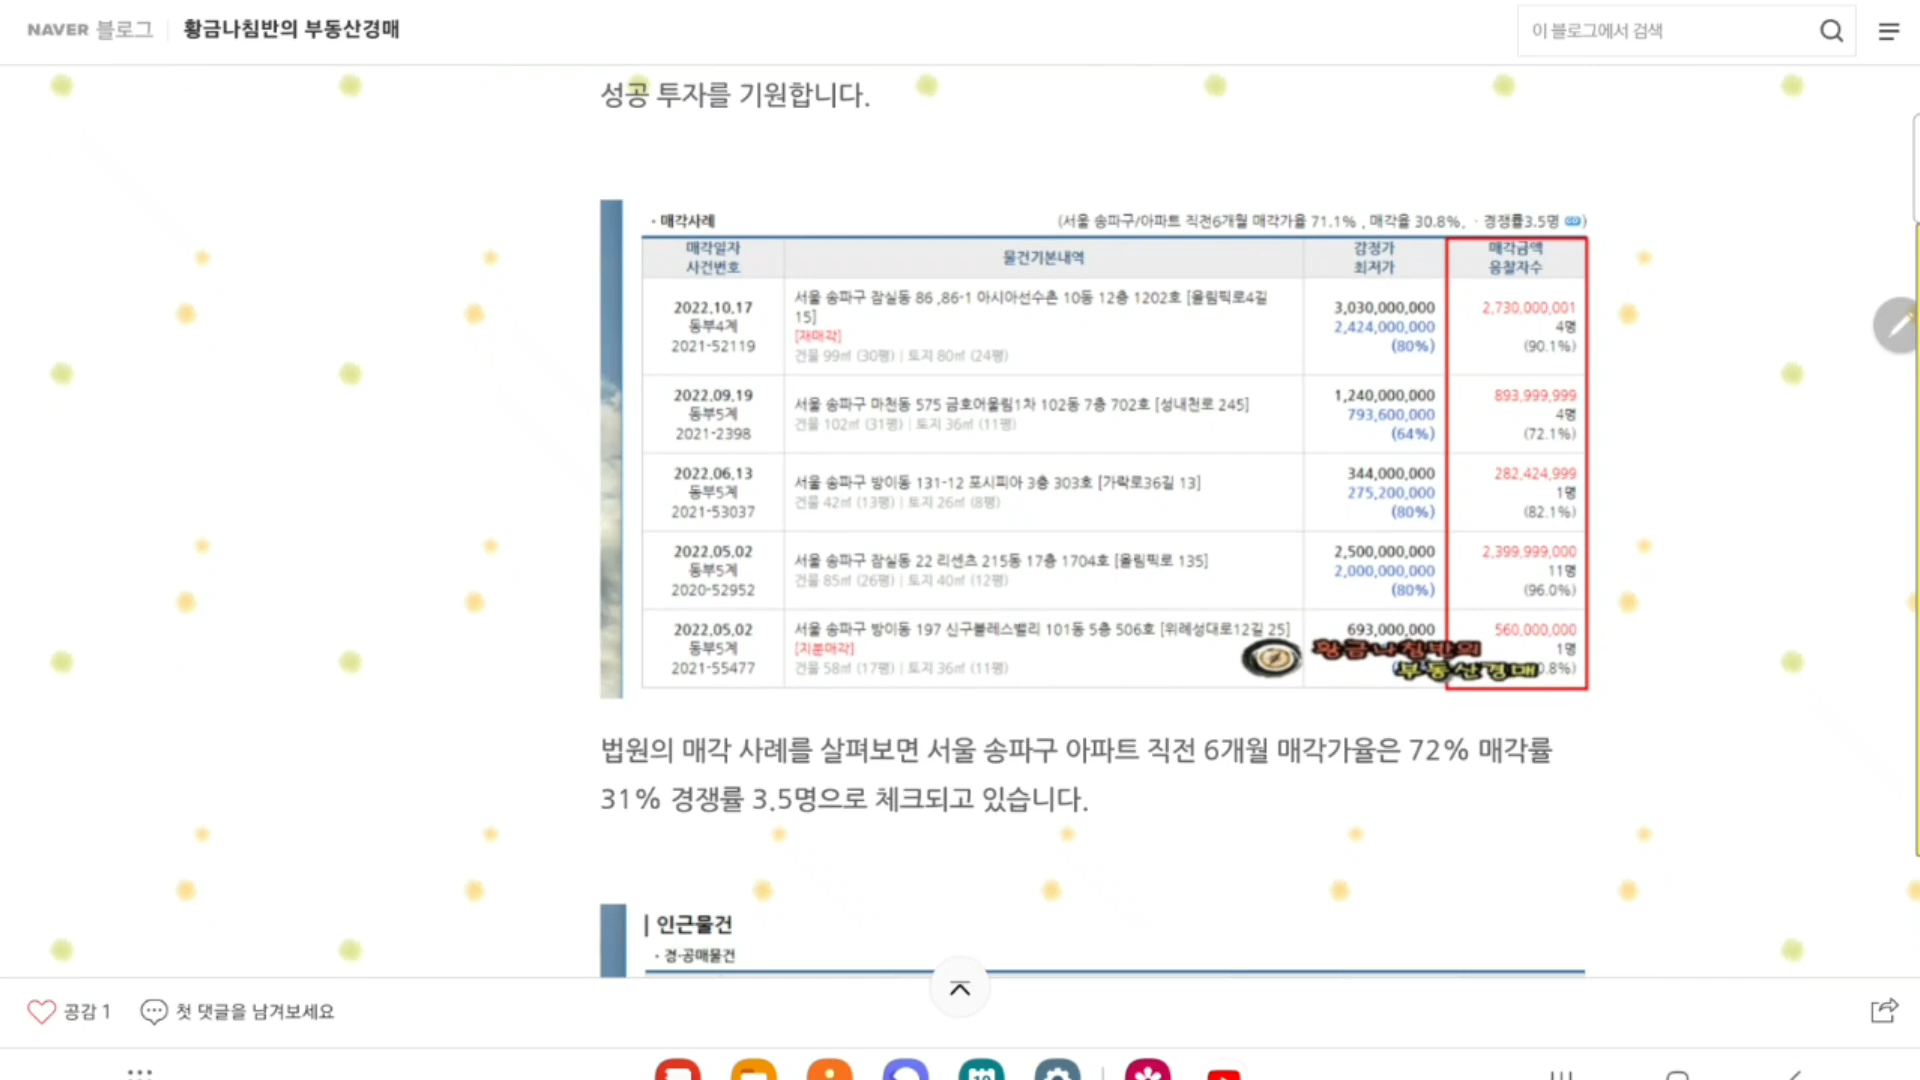 NAVER 블로그 황금나침반의 부동산경매
이 블로그에서 검색
성공 투자를 기원합니다.
· 매각사례 (서울 송파구/아파트 직전6개월 매각가율 71.1% , 매각율 30.8%, · 경쟁률3.5명 )
매각일자 사건번호 물건기본내역 감정가 최저가 매각금액 응찰자수
2022.10.17
동부4계
2021-52119
서울 송파구 잠실동 86 ,86-1 아시아선수촌 10동 12층 1202호 [올림픽로4길
15]
[재매각]
건물 99㎡ (30평) | 토지 80㎡ (24평)
3,030,000,000
2,424,000,000
(80%)
2,730,000,001
4명
(90.1%)
2022.09.19
동부5계
2021-2398
서울 송파구 마천동 575 금호어울림1차 102동 7층 702호 [성내천로 245]
건물 102㎡ (31평) | 토지 36㎡ (11평)
1,240,000,000
793,600,000
(64%)
893,999,999
4명
(72.1%)
2022.06.13
동부5계
2021-53037
서울 송파구 방이동 131-12 포시피아 3층 303호 [가락로36길 13]
건물 42㎡ (13평) | 토지 26㎡ (8평)
344,000,000
275,200,000
(80%)
282,424,999
1명
(82.1%)
2022.05.02
동부5계
2020-52952
서울 송파구 잠실동 22 리센츠 215동 17층 1704호 [올림픽로 135]
건물 85㎡ (26평) | 토지 40㎡ (12평)
2,500,000,000
2,000,000,000
(80%)
2,399,999,000
11명
(96.0%)
2022.05.02
동부5계
2021-55477
서울 송파구 방이동 197 신구블레스밸리 101동 5층 506호 [위례성대로12길 25]
[지분매각]
건물 58㎡ (17평) | 토지 36㎡ (11평)
693,000,000
560,000,000
1명
0.8%)
황금나침반의
부동산경매
법원의 매각 사례를 살펴보면 서울 송파구 아파트 직전 6개월 매각가율은 72% 매각률
31% 경쟁률 3.5명으로 체크되고 있습니다.
| 인근물건
· 경·공매물건
공감 1 첫 댓글을 남겨보세요